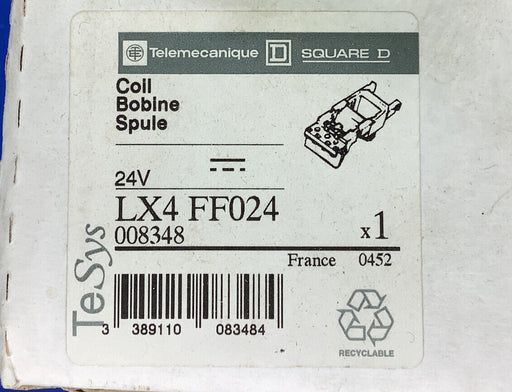 Telemecanique SQUARE D
Coil
Bobine
Spule
24V
LX4 FF024
008348
x1
France 0452
TeSys
3 389110 083484
RECYCLABLE